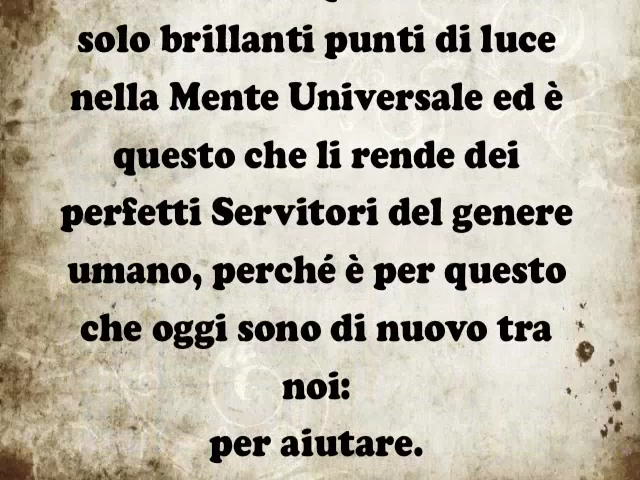 solo brillanti punti di luce
nella Mente Universale ed è
questo che li rende dei
perfetti Servitori del genere
umano, perché è per questo
che oggi sono di nuovo tra
noi:
per aiutare.